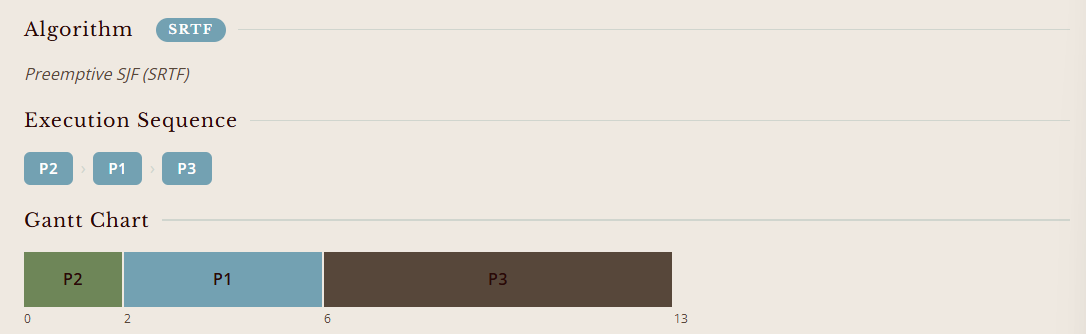 Algorithm SRTF
Preemptive SJF (SRTF)
Execution Sequence
P2 › P1 › P3
Gantt Chart
P2 P1 P3
0 2 6 13